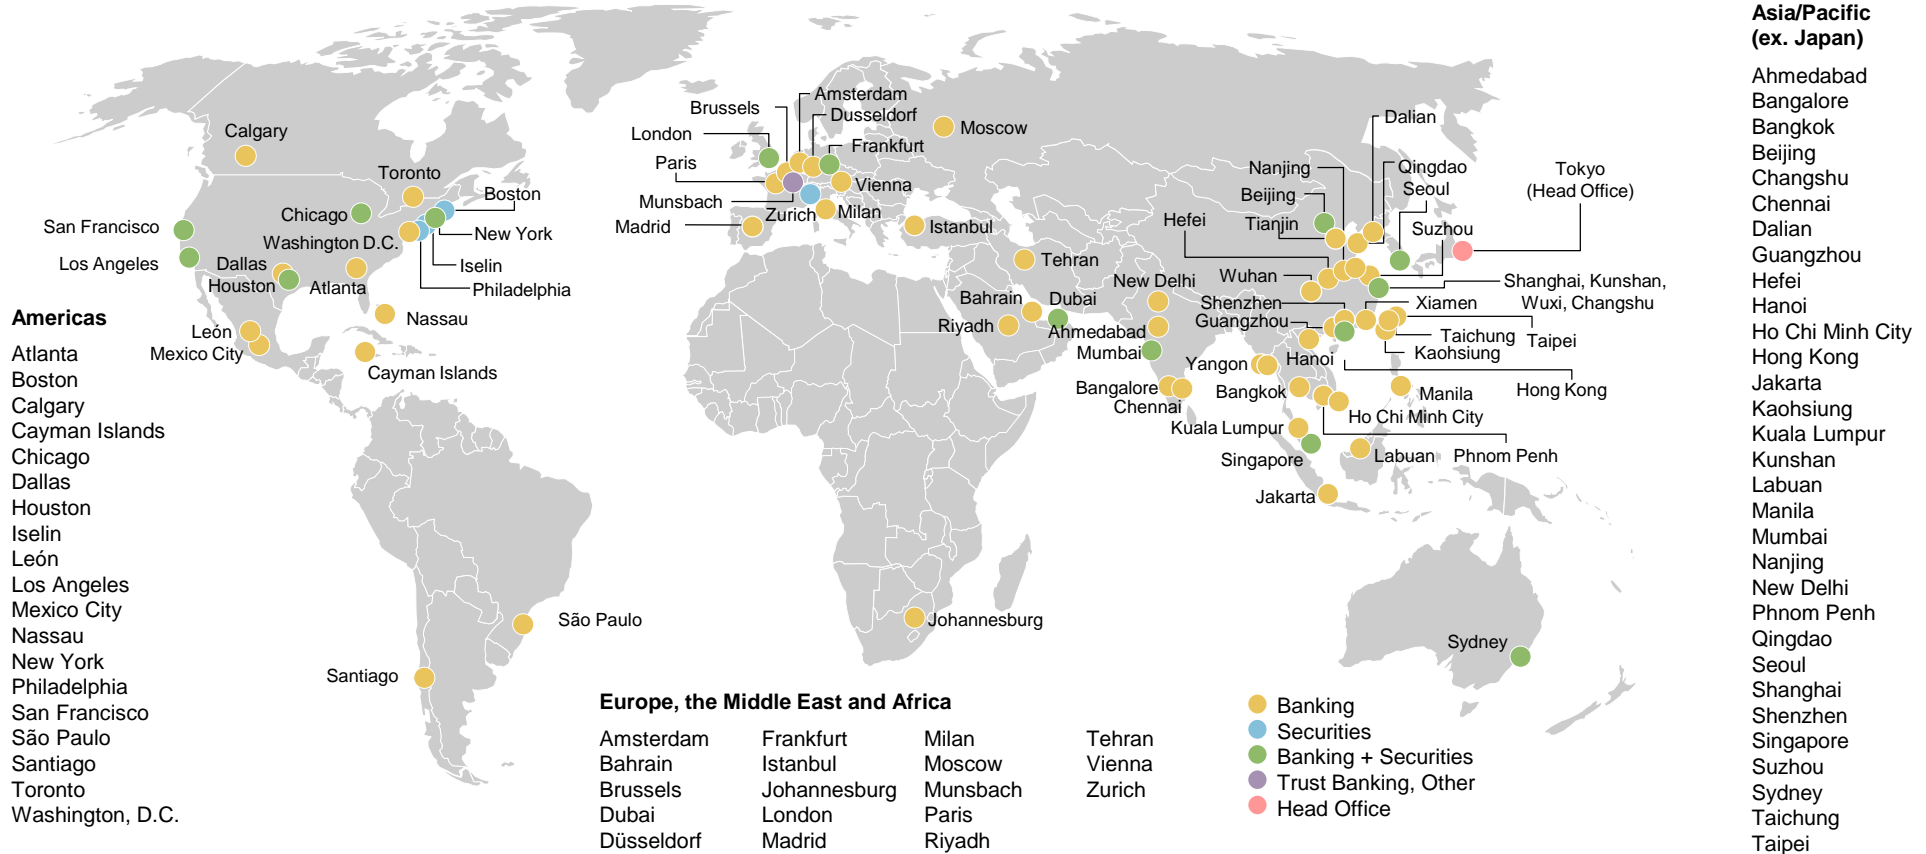 Calgary
Toronto
Boston
Chicago
San Francisco
Washington D.C.
New York
Los Angeles
Dallas
Iselin
Houston
Atlanta
Philadelphia
Nassau
León
Mexico City
Cayman Islands
São Paulo
Santiago
Americas
Atlanta
Boston
Calgary
Cayman Islands
Chicago
Dallas
Houston
Iselin
León
Los Angeles
Mexico City
Nassau
New York
Philadelphia
San Francisco
São Paulo
Santiago
Toronto
Washington, D.C.
Brussels
Amsterdam
Dusseldorf
London
Frankfurt
Paris
Moscow
Vienna
Munsbach
Zurich
Milan
Madrid
Istanbul
Tehran
Bahrain
Dubai
Riyadh
Johannesburg
Dalian
Nanjing
Qingdao
Seoul
Beijing
Tokyo
(Head Office)
Hefei
Tianjin
Suzhou
Wuhan
New Delhi
Shanghai, Kunshan,
Wuxi, Changshu
Shenzhen
Xiamen
Guangzhou
Ahmedabad
Taichung
Taipei
Mumbai
Kaohsiung
Hanoi
Yangon
Hong Kong
Bangalore
Bangkok
Manila
Chennai
Ho Chi Minh City
Kuala Lumpur
Singapore
Labuan
Phnom Penh
Jakarta
Sydney
Europe, the Middle East and Africa
Amsterdam
Bahrain
Brussels
Dubai
Düsseldorf
Frankfurt
Istanbul
Johannesburg
London
Madrid
Milan
Moscow
Munsbach
Paris
Riyadh
Tehran
Vienna
Zurich
Banking
Securities
Banking + Securities
Trust Banking, Other
Head Office
Asia/Pacific
(ex. Japan)
Ahmedabad
Bangalore
Bangkok
Beijing
Changshu
Chennai
Dalian
Guangzhou
Hefei
Hanoi
Ho Chi Minh City
Hong Kong
Jakarta
Kaohsiung
Kuala Lumpur
Kunshan
Labuan
Manila
Mumbai
Nanjing
New Delhi
Phnom Penh
Qingdao
Seoul
Shanghai
Shenzhen
Singapore
Suzhou
Sydney
Taichung
Taipei